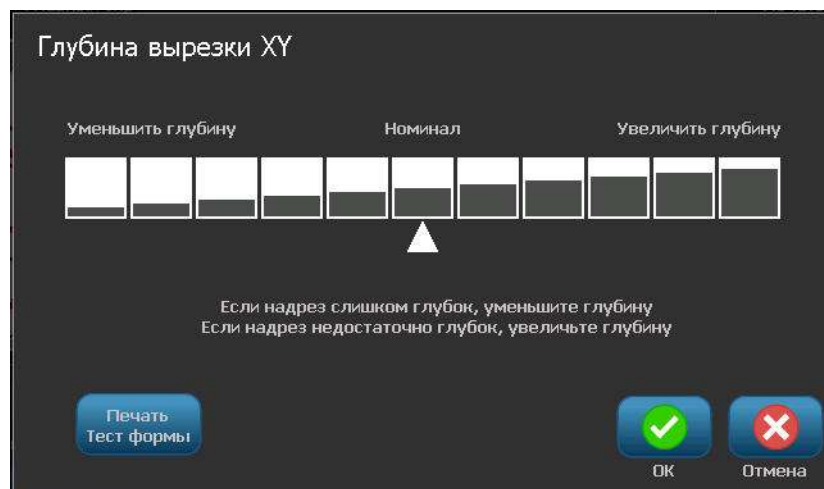 Глубина вырезки XY
Уменьшить глубину Номинал Увеличить глубину
Если надрез слишком глубок, уменьшите глубину
Если надрез недостаточно глубок, увеличьте глубину
Печать
Тест формы
ОК Отмена